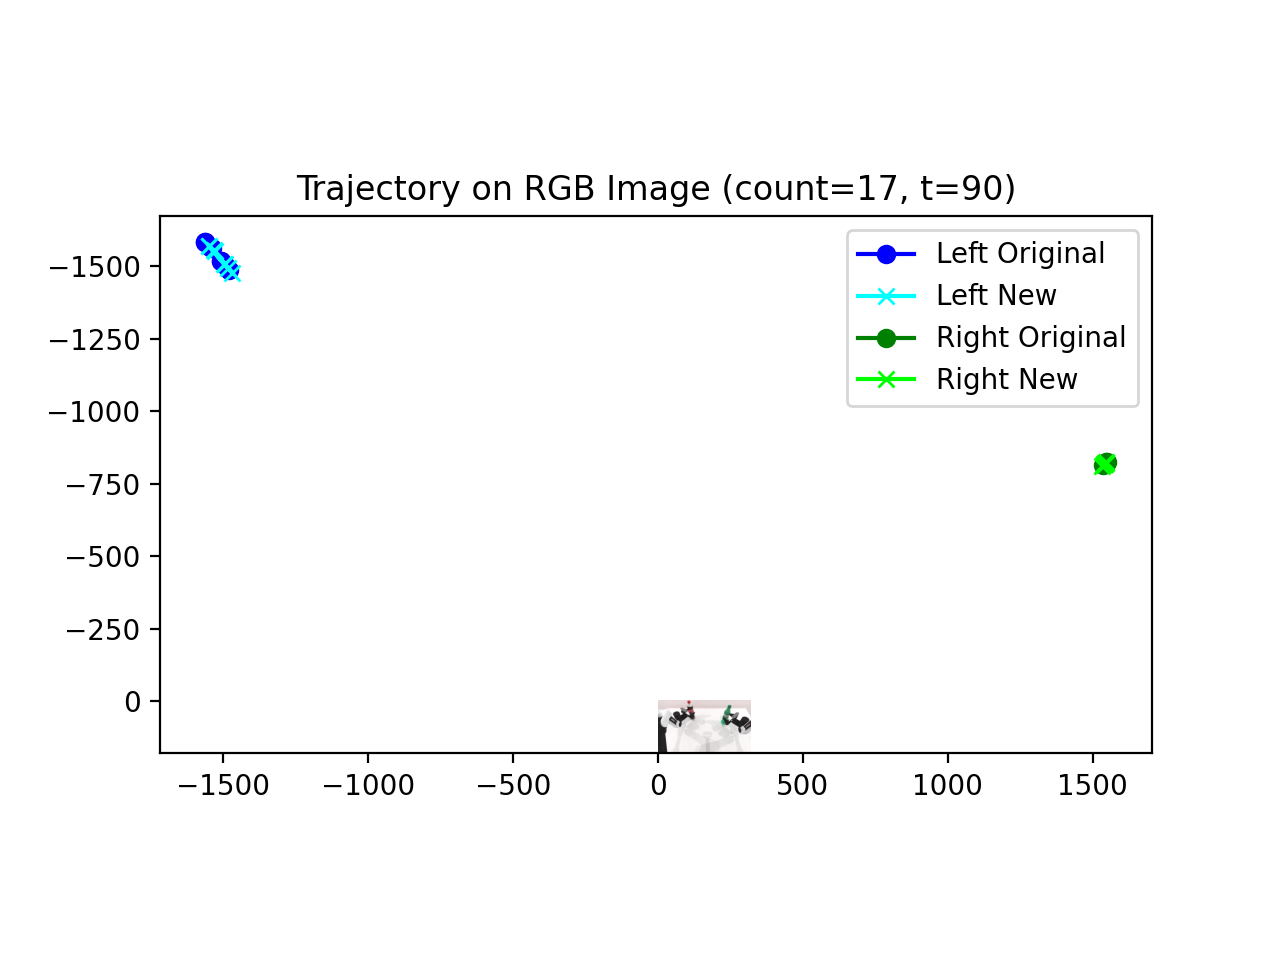 Trajectory on RGB Image (count=17, t=90)
Left Original
Left New
Right Original
Right New
−1500
−1250
−1000
−750
−500
−250
0
−1500 −1000 −500 0 500 1000 1500